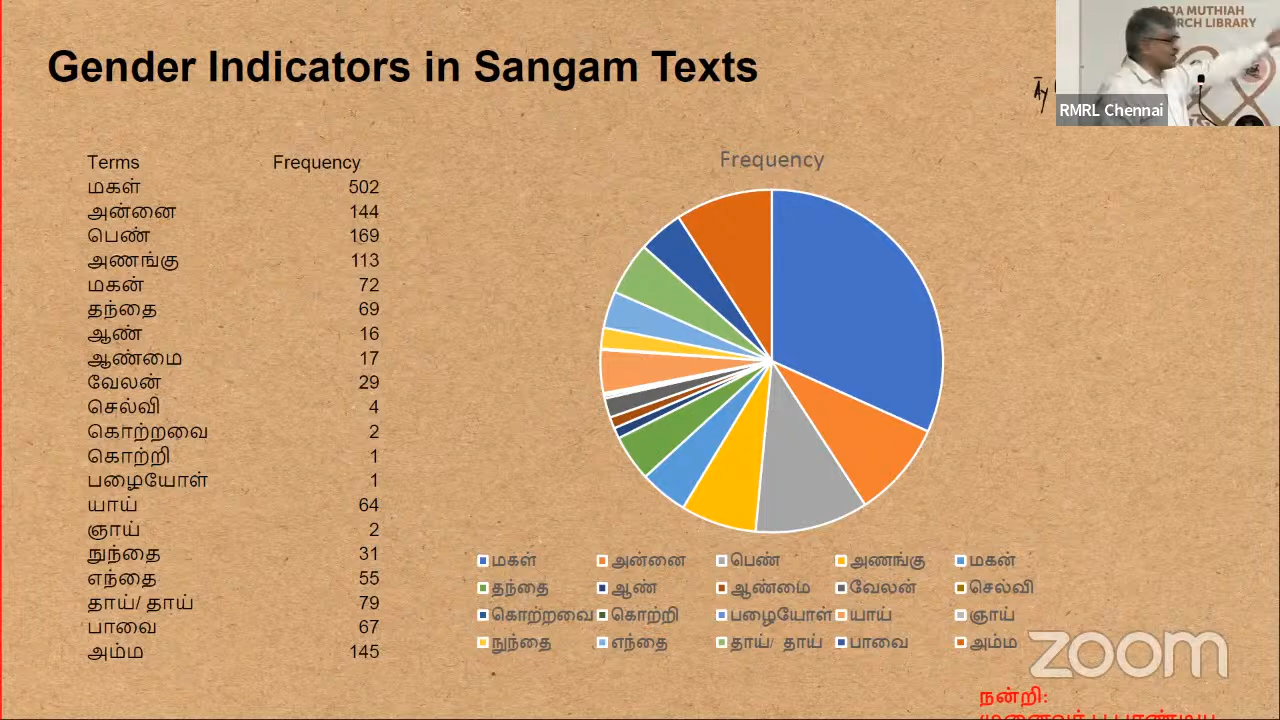 Gender Indicators in Sangam Texts
RCH LIBRARY
RMRL Chennai
Terms Frequency
மகள் 502
அன்னை 144
பெண் 169
அணங்கு 113
மகன் 72
தந்தை 69
ஆண் 16
ஆண்மை 17
வேலன் 29
செல்வி 4
கொற்றவை 2
கொற்றி 1
பழையோள் 1
யாய் 64
ஞாய் 2
நுந்தை 31
எந்தை 55
தாய்/ தாய் 79
பாவை 67
அம்ம 145
Frequency
மகள் அன்னை பெண் அணங்கு மகன்
தந்தை ஆண் ஆண்மை வேலன் செல்வி
கொற்றவை கொற்றி பழையோள் யாய் ஞாய்
நுந்தை எந்தை தாய்/ தாய் பாவை அம்ம
zoom
நன்றி: